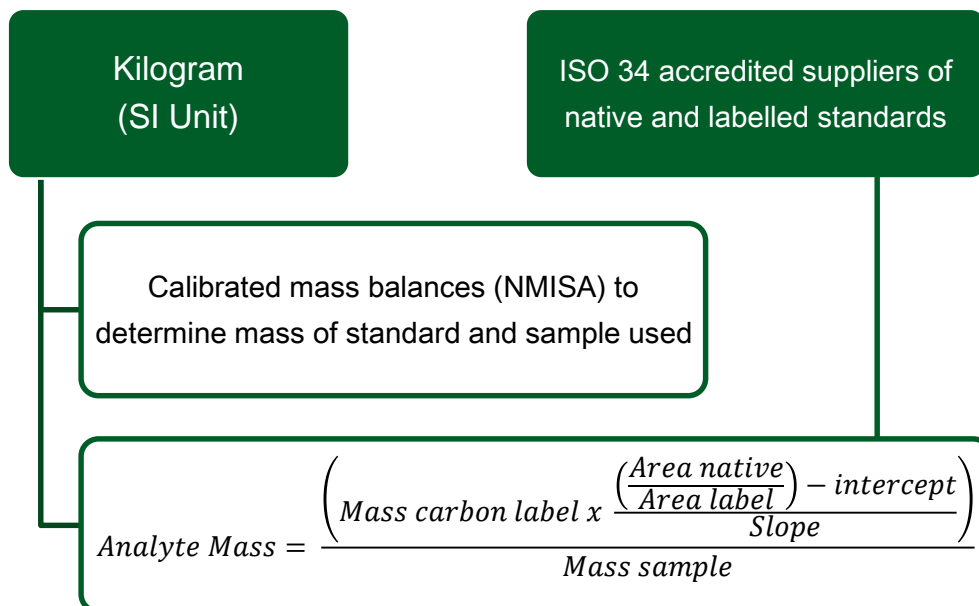 Kilogram
(SI Unit)
ISO 34 accredited suppliers of
native and labelled standards
Calibrated mass balances (NMISA) to
determine mass of standard and sample used
Analyte Mass = (Mass carbon label x ((Area native / Area label) − intercept) / Slope) / Mass sample